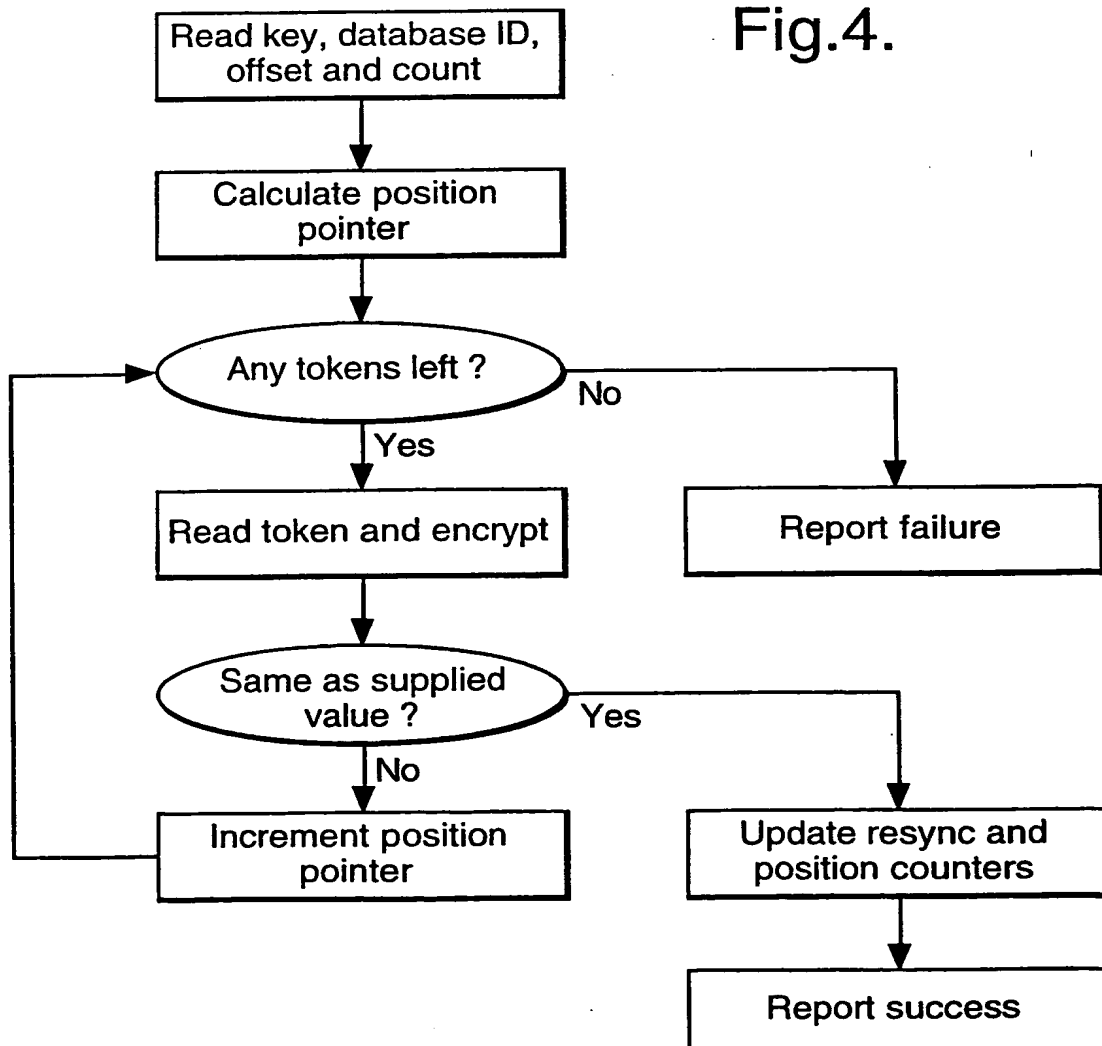 Fig.4.
Read key, database ID,
offset and count
Calculate position
pointer
Any tokens left ?
No
Yes
Read token and encrypt
Report failure
Same as supplied
value ?
Yes
No
Increment position
pointer
Update resync and
position counters
Report success